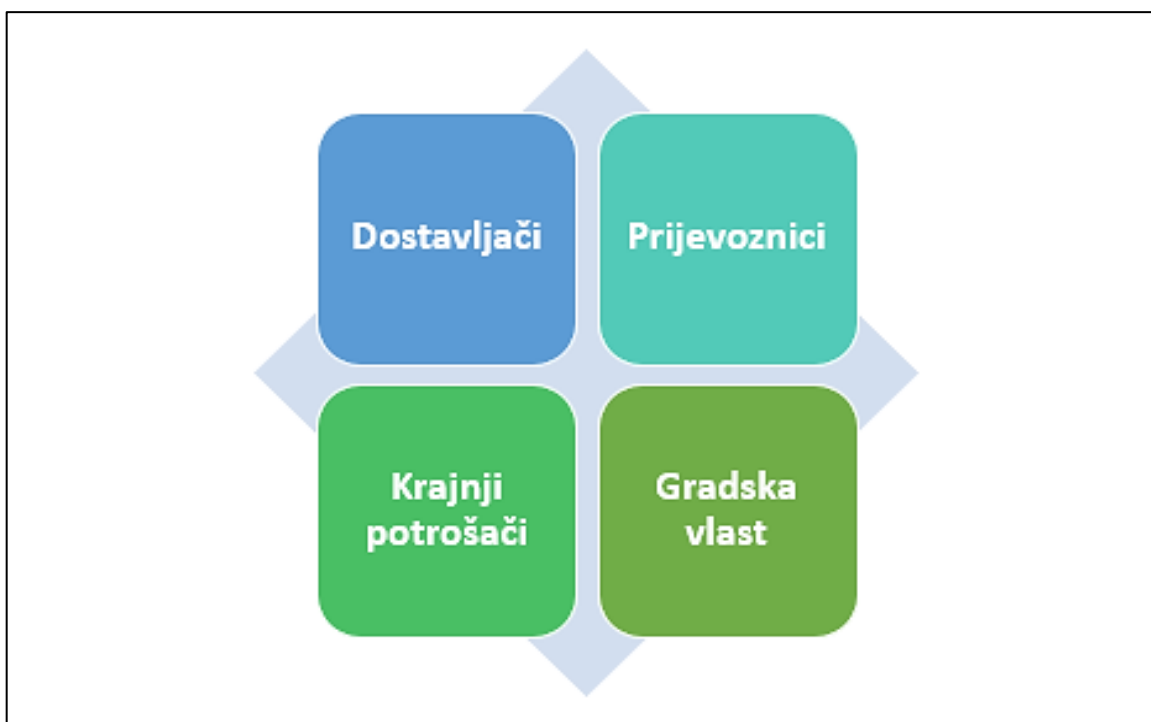 Dostavljači
Prijevoznici
Krajnji
potrošači
Gradska
vlast